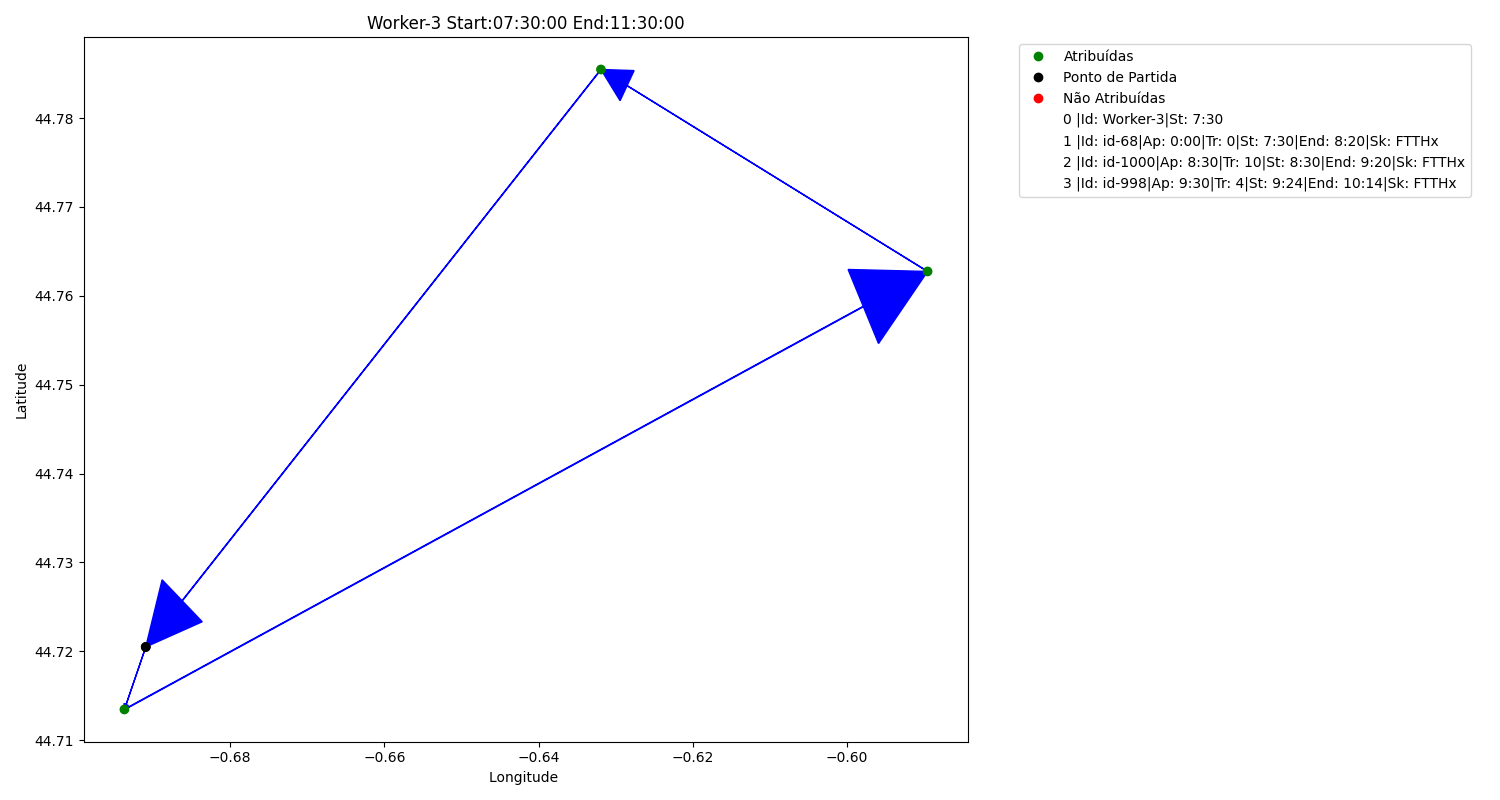 Worker-3 Start:07:30:00 End:11:30:00
Atribuídas
Ponto de Partida
Não Atribuídas
0 |Id: Worker-3|St: 7:30
1 |Id: id-68|Ap: 0:00|Tr: 0|St: 7:30|End: 8:20|Sk: FTTHx
2 |Id: id-1000|Ap: 8:30|Tr: 10|St: 8:30|End: 9:20|Sk: FTTHx
3 |Id: id-998|Ap: 9:30|Tr: 4|St: 9:24|End: 10:14|Sk: FTTHx
Latitude
44.78
44.77
44.76
44.75
44.74
44.73
44.72
44.71
−0.68
−0.66
−0.64
−0.62
−0.60
Longitude